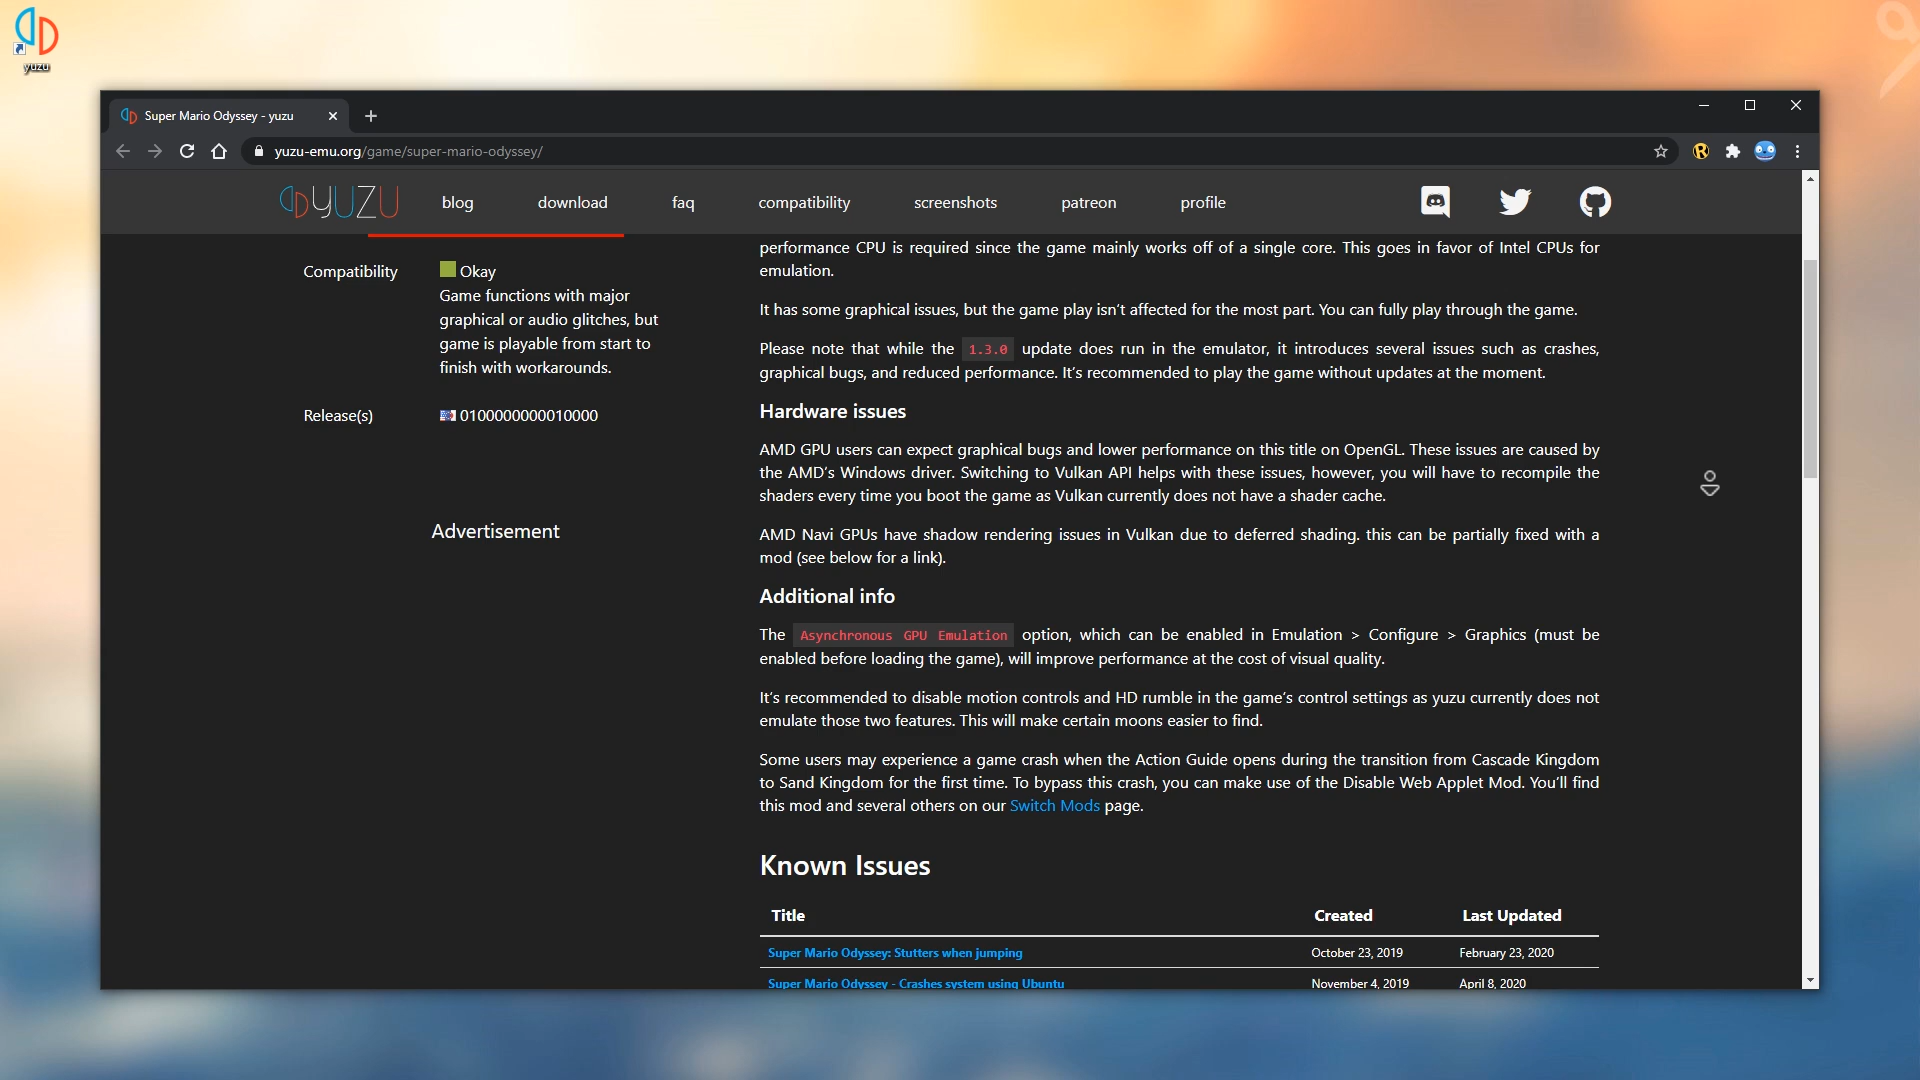 yuzu
Super Mario Odyssey - yuzu
yuzu-emu.org/game/super-mario-odyssey/
YUZU blog download faq compatibility screenshots patreon profile
Compatibility
Okay
Game functions with major
graphical or audio glitches, but
game is playable from start to
finish with workarounds.
Release(s)
0100000000010000
Advertisement
performance CPU is required since the game mainly works off of a single core. This goes in favor of Intel CPUs for
emulation.
It has some graphical issues, but the game play isn't affected for the most part. You can fully play through the game.
Please note that while the 1.3.0 update does run in the emulator, it introduces several issues such as crashes,
graphical bugs, and reduced performance. It's recommended to play the game without updates at the moment.
Hardware issues
AMD GPU users can expect graphical bugs and lower performance on this title on OpenGL. These issues are caused by
the AMD's Windows driver. Switching to Vulkan API helps with these issues, however, you will have to recompile the
shaders every time you boot the game as Vulkan currently does not have a shader cache.
AMD Navi GPUs have shadow rendering issues in Vulkan due to deferred shading. this can be partially fixed with a
mod (see below for a link).
Additional info
The Asynchronous GPU Emulation option, which can be enabled in Emulation > Configure > Graphics (must be
enabled before loading the game), will improve performance at the cost of visual quality.
It's recommended to disable motion controls and HD rumble in the game's control settings as yuzu currently does not
emulate those two features. This will make certain moons easier to find.
Some users may experience a game crash when the Action Guide opens during the transition from Cascade Kingdom
to Sand Kingdom for the first time. To bypass this crash, you can make use of the Disable Web Applet Mod. You'll find
this mod and several others on our Switch Mods page.
Known Issues
Title Created Last Updated
Super Mario Odyssey: Stutters when jumping October 23, 2019 February 23, 2020
Super Mario Odyssey - Crashes system using Ubuntu November 4, 2019 April 8, 2020